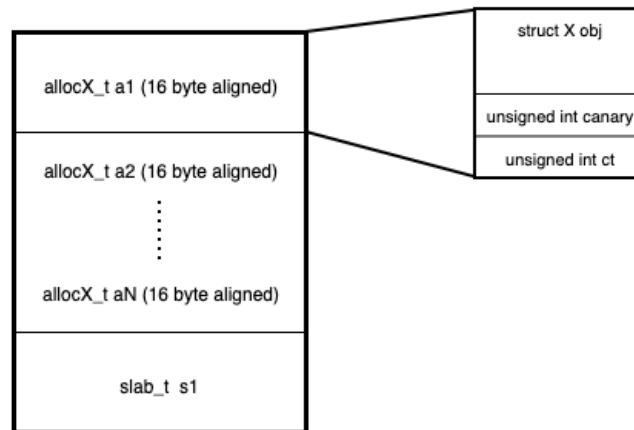 struct X obj
allocX_t a1 (16 byte aligned)
unsigned int canary
unsigned int ct
allocX_t a2 (16 byte aligned)
allocX_t aN (16 byte aligned)
slab_t s1